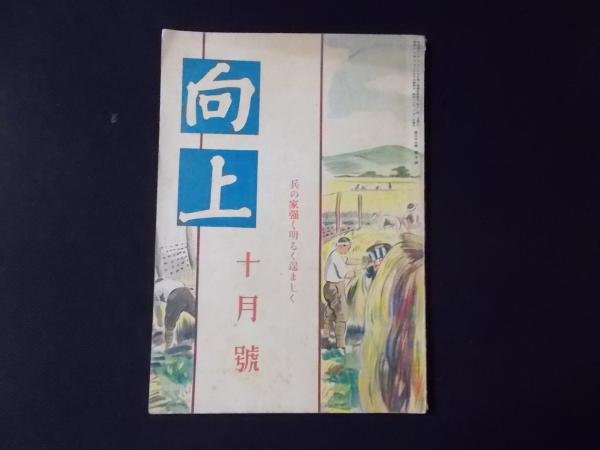 向上
兵の家強く明るく逞ましく
十月號